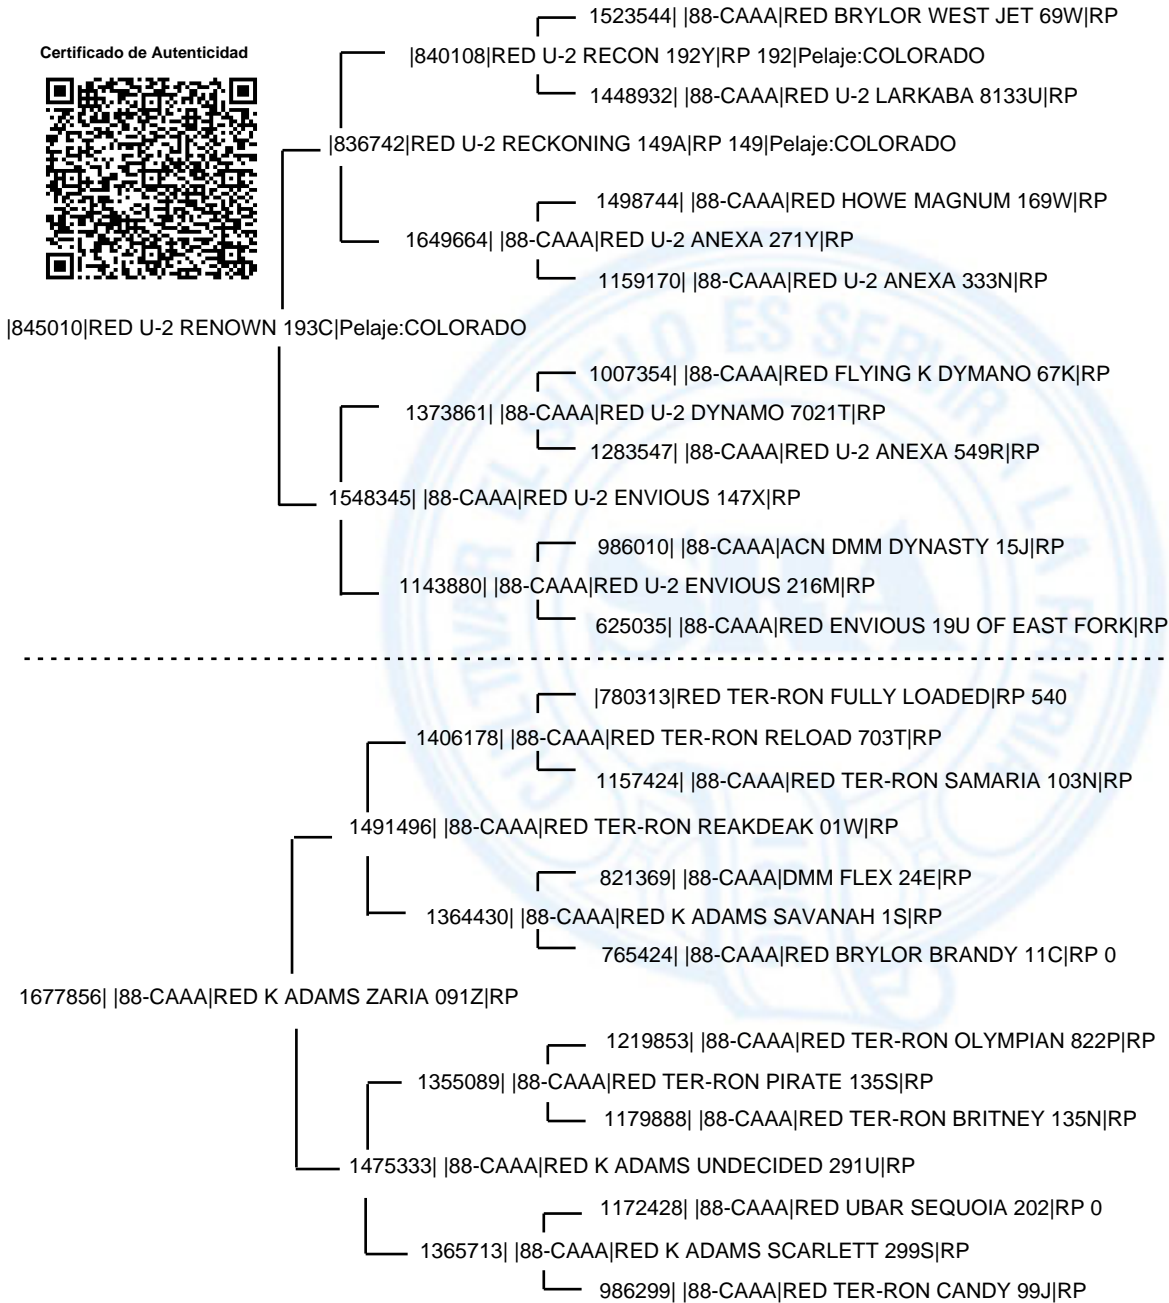 1523544| |88-CAAA|RED BRYLOR WEST JET 69W|RP
Certificado de Autenticidad
|840108|RED U-2 RECON 192Y|RP 192|Pelaje:COLORADO
1448932| |88-CAAA|RED U-2 LARKABA 8133U|RP
|836742|RED U-2 RECKONING 149A|RP 149|Pelaje:COLORADO
1498744| |88-CAAA|RED HOWE MAGNUM 169W|RP
1649664| |88-CAAA|RED U-2 ANEXA 271Y|RP
1159170| |88-CAAA|RED U-2 ANEXA 333N|RP
|845010|RED U-2 RENOWN 193C|Pelaje:COLORADO
1007354| |88-CAAA|RED FLYING K DYMANO 67K|RP
1373861| |88-CAAA|RED U-2 DYNAMO 7021T|RP
1283547| |88-CAAA|RED U-2 ANEXA 549R|RP
1548345| |88-CAAA|RED U-2 ENVIOUS 147X|RP
986010| |88-CAAA|ACN DMM DYNASTY 15J|RP
1143880| |88-CAAA|RED U-2 ENVIOUS 216M|RP
625035| |88-CAAA|RED ENVIOUS 19U OF EAST FORK|RP
|780313|RED TER-RON FULLY LOADED|RP 540
1406178| |88-CAAA|RED TER-RON RELOAD 703T|RP
1157424| |88-CAAA|RED TER-RON SAMARIA 103N|RP
1491496| |88-CAAA|RED TER-RON REAKDEAK 01W|RP
821369| |88-CAAA|DMM FLEX 24E|RP
1364430| |88-CAAA|RED K ADAMS SAVANAH 1S|RP
765424| |88-CAAA|RED BRYLOR BRANDY 11C|RP 0
1677856| |88-CAAA|RED K ADAMS ZARIA 091Z|RP
1219853| |88-CAAA|RED TER-RON OLYMPIAN 822P|RP
1355089| |88-CAAA|RED TER-RON PIRATE 135S|RP
1179888| |88-CAAA|RED TER-RON BRITNEY 135N|RP
1475333| |88-CAAA|RED K ADAMS UNDECIDED 291U|RP
1172428| |88-CAAA|RED UBAR SEQUOIA 202|RP 0
1365713| |88-CAAA|RED K ADAMS SCARLETT 299S|RP
986299| |88-CAAA|RED TER-RON CANDY 99J|RP
CULTIVAR EL SUELO ES SERVIR A LA PATRIA